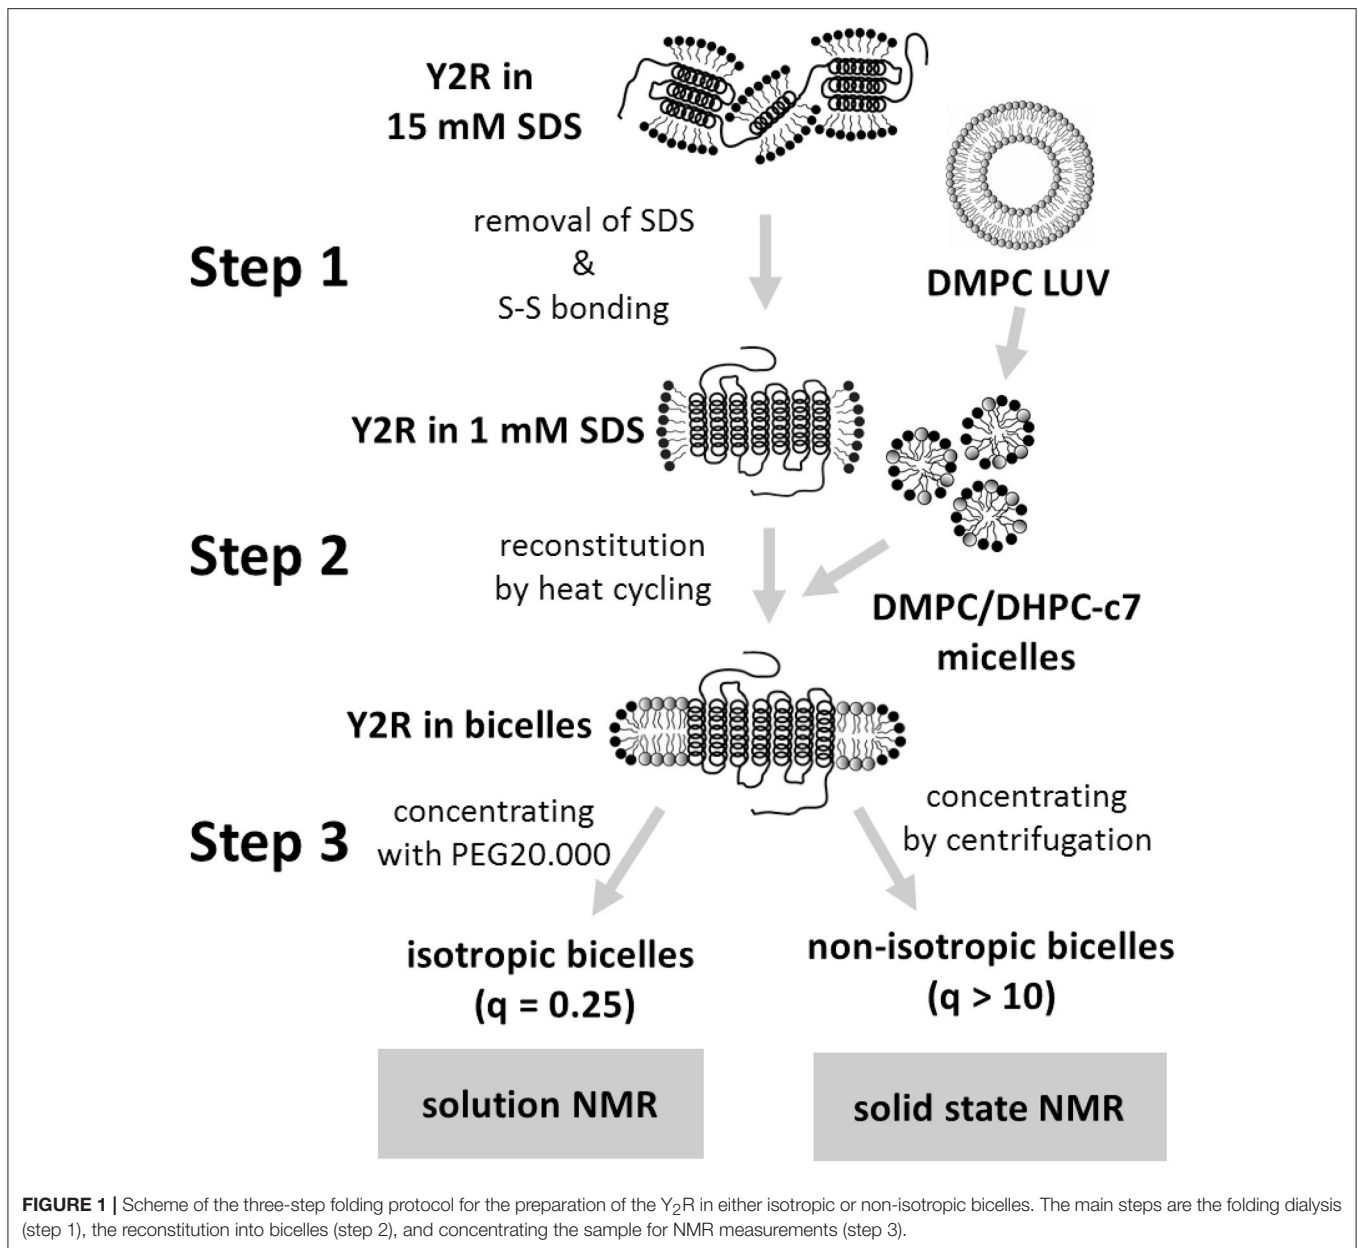 Y2R in
15 mM SDS
removal of SDS
&
S-S bonding
Step 1
DMPC LUV
Y2R in 1 mM SDS
Step 2
reconstitution
by heat cycling
DMPC/DHPC-c7
micelles
Y2R in bicelles
Step 3
concentrating
with PEG20.000
concentrating
by centrifugation
isotropic bicelles
(q = 0.25)
non-isotropic bicelles
(q > 10)
solution NMR
solid state NMR
FIGURE 1 | Scheme of the three-step folding protocol for the preparation of the Y₂R in either isotropic or non-isotropic bicelles. The main steps are the folding dialysis
(step 1), the reconstitution into bicelles (step 2), and concentrating the sample for NMR measurements (step 3).